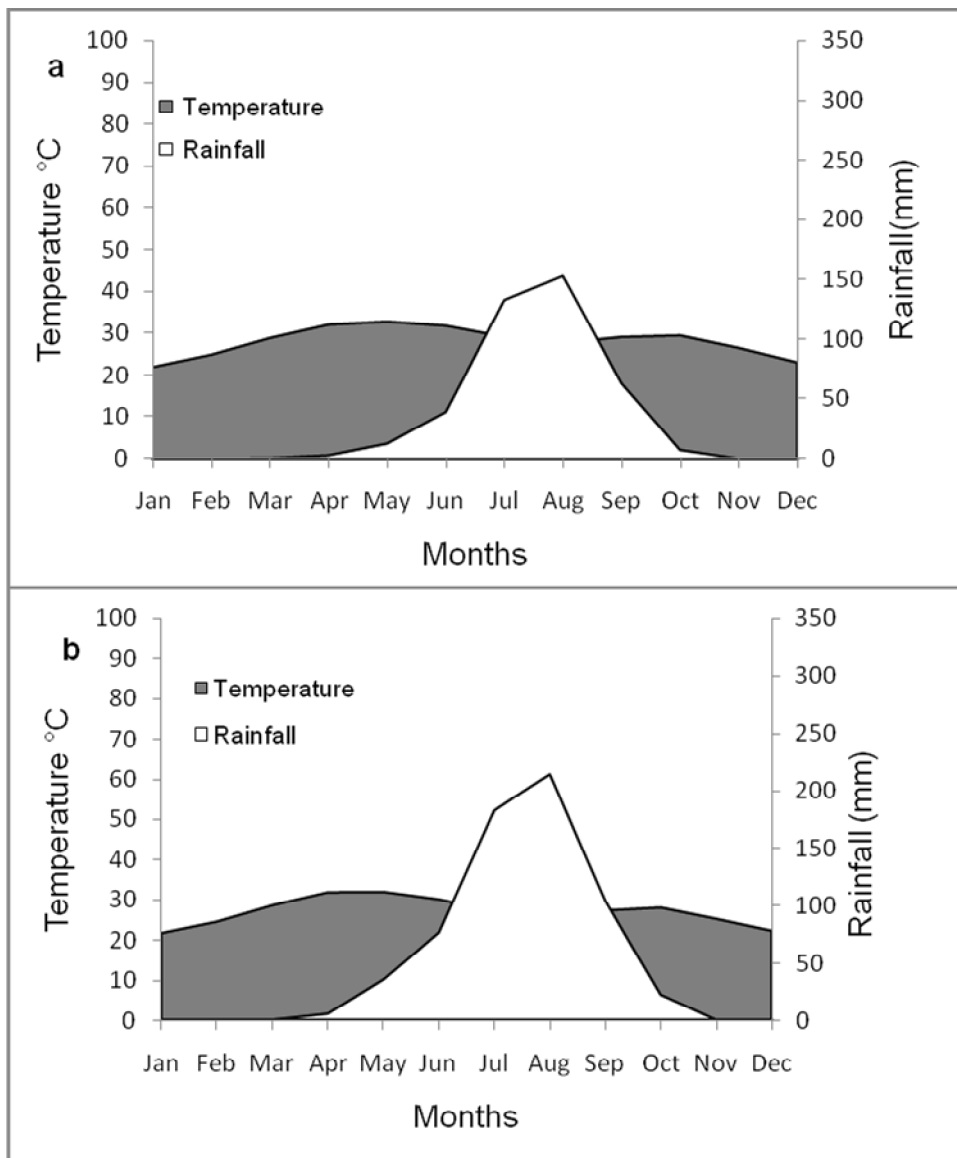 a
Temperature
Rainfall
Temperature °C
100
90
80
70
60
50
40
30
20
10
0
350
300
250
200
150
100
50
0
Rainfall(mm)
Jan Feb Mar Apr May Jun Jul Aug Sep Oct Nov Dec
Months
b
Temperature
Rainfall
Temperature °C
100
90
80
70
60
50
40
30
20
10
0
350
300
250
200
150
100
50
0
Rainfall (mm)
Jan Feb Mar Apr May Jun Jul Aug Sep Oct Nov Dec
Months